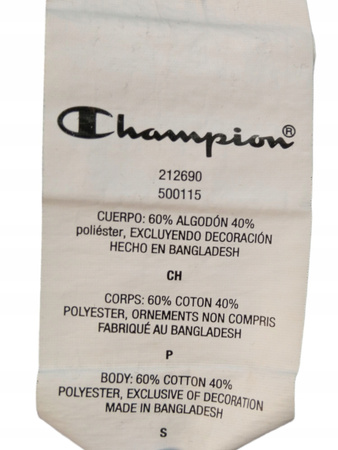 Champion®
212690
500115
CUERPO: 60% ALGODÓN 40%
poliéster, EXCLUYENDO DECORACIÓN
HECHO EN BANGLADESH
CH
CORPS: 60% COTON 40%
POLYESTER, ORNEMENTS NON COMPRIS
FABRIQUÉ AU BANGLADESH
P
BODY: 60% COTTON 40%
POLYESTER, EXCLUSIVE OF DECORATION
MADE IN BANGLADESH
S